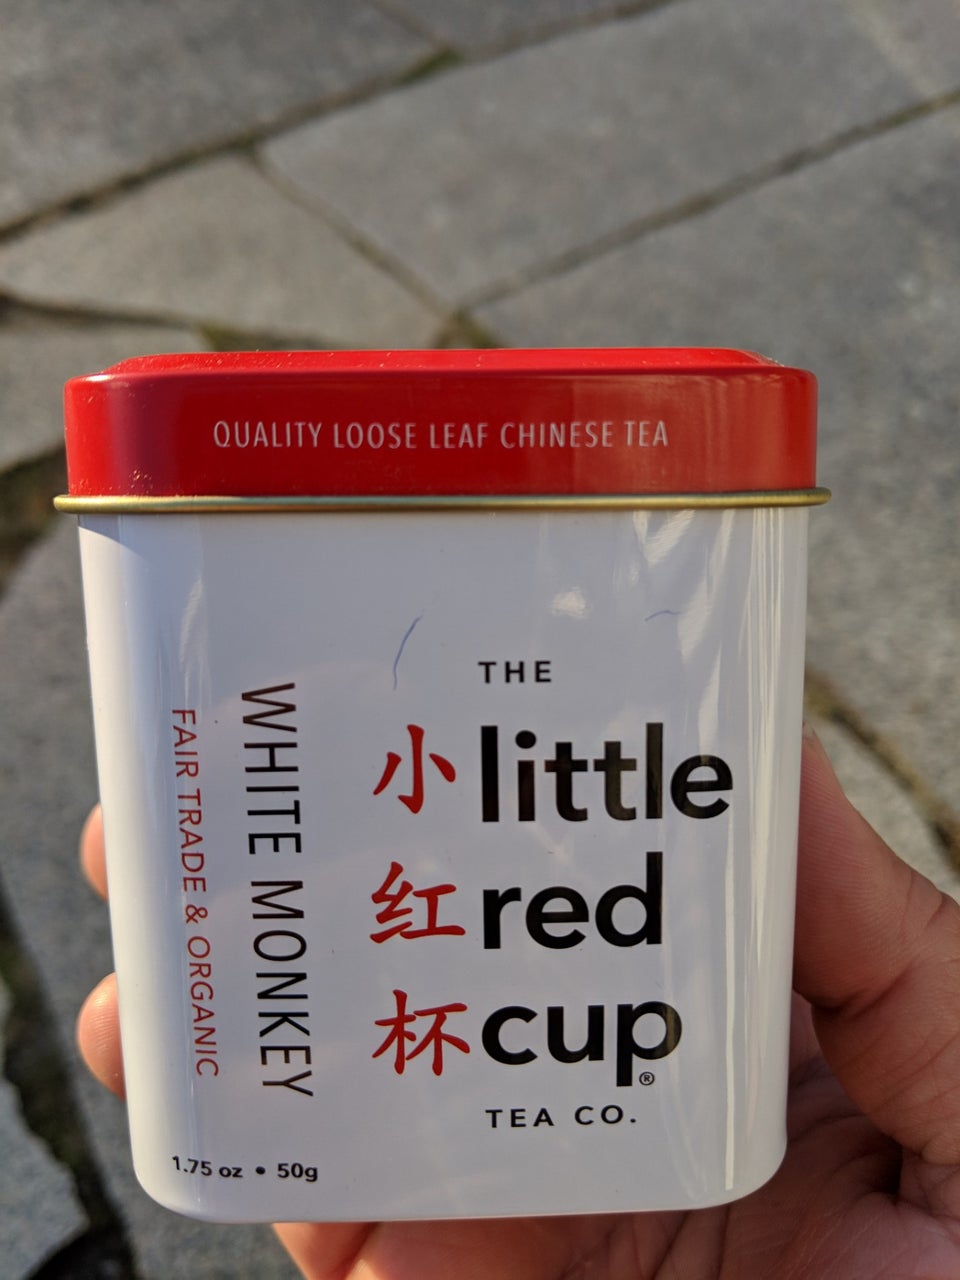 QUALITY LOOSE LEAF CHINESE TEA
THE
小 little
红 red
杯 cup®
TEA CO.
WHITE MONKEY
FAIR TRADE & ORGANIC
1.75 oz • 50g